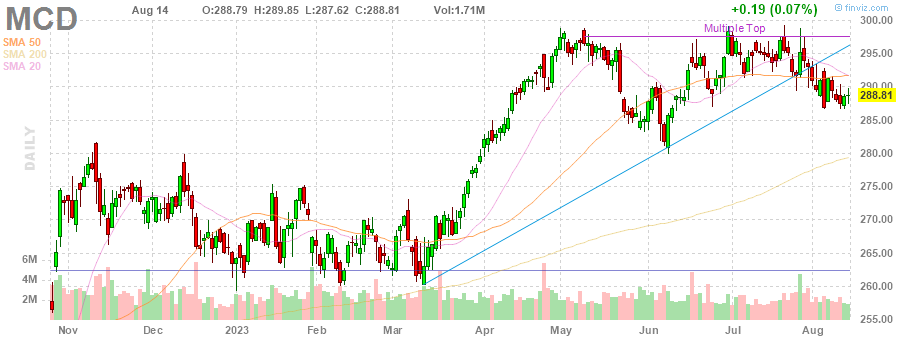 © finviz.com
MCD
Aug 14 O:288.79 H:289.85 L:287.62 C:288.81 Vol:1.71M
+0.19 (0.07%)
SMA 50
SMA 200
SMA 20
Multiple Top
DAILY
300.00
295.00
290.00
288.81
285.00
280.00
275.00
270.00
265.00
260.00
255.00
6M
4M
2M
Nov Dec 2023 Feb Mar Apr May Jun Jul Aug